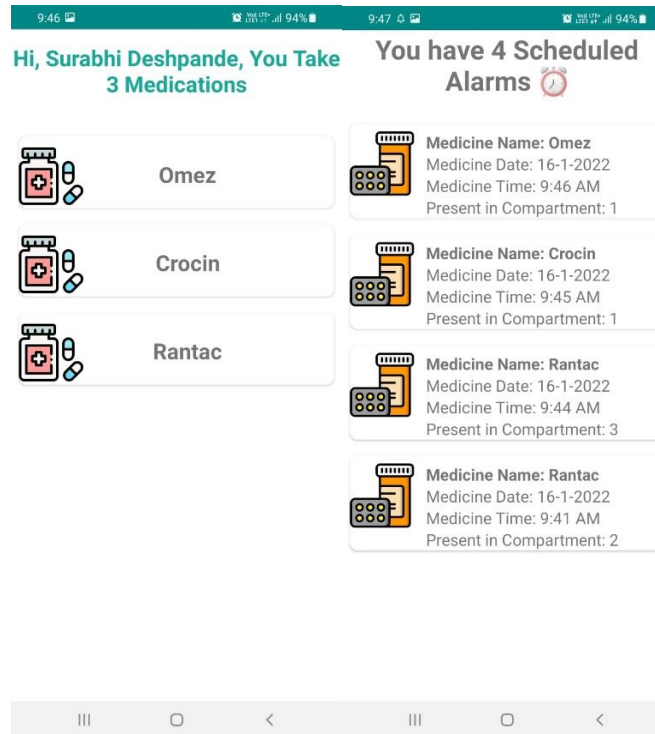 9:46
94%
Hi, Surabhi Deshpande, You Take
3 Medications
Omez
Crocin
Rantac
9:47
94%
You have 4 Scheduled
Alarms
Medicine Name: Omez
Medicine Date: 16-1-2022
Medicine Time: 9:46 AM
Present in Compartment: 1
Medicine Name: Crocin
Medicine Date: 16-1-2022
Medicine Time: 9:45 AM
Present in Compartment: 1
Medicine Name: Rantac
Medicine Date: 16-1-2022
Medicine Time: 9:44 AM
Present in Compartment: 3
Medicine Name: Rantac
Medicine Date: 16-1-2022
Medicine Time: 9:41 AM
Present in Compartment: 2